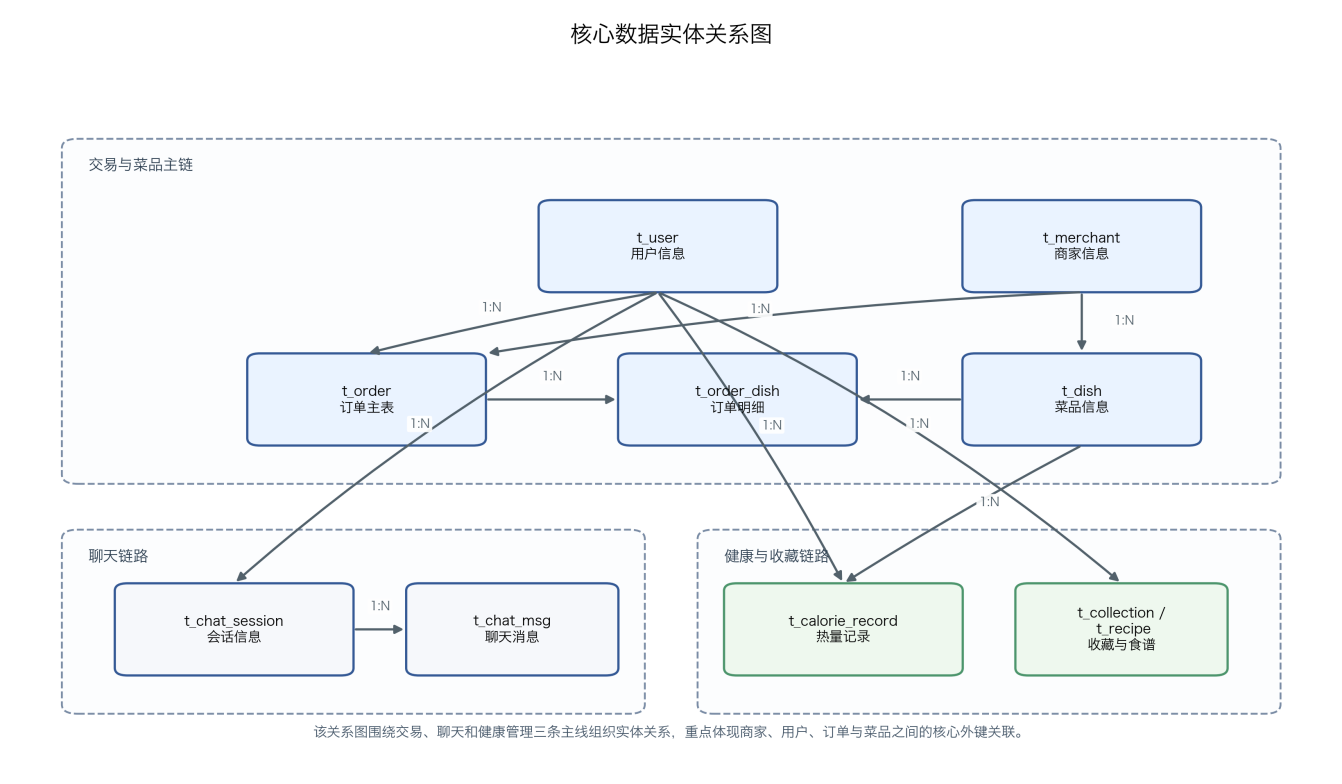 核心数据实体关系图
交易与菜品主链
t_user
用户信息
t_merchant
商家信息
1:N
1:N
1:N
t_order
订单主表
1:N
t_order_dish
订单明细
1:N
t_dish
菜品信息
1:N
1:N
1:N
1:N
聊天链路
健康与收藏链路
t_chat_session
会话信息
1:N
t_chat_msg
聊天消息
t_calorie_record
热量记录
t_collection /
t_recipe
收藏与食谱
该关系图围绕交易、聊天和健康管理三条主线组织实体关系，重点体现商家、用户、订单与菜品之间的核心外键关联。